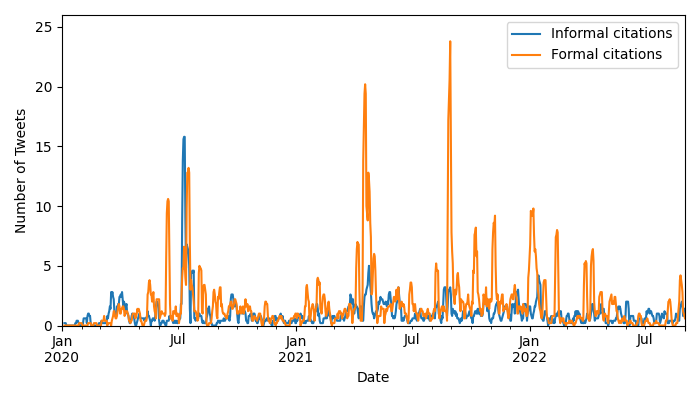 Informal citations
Formal citations
Number of Tweets
25
20
15
10
5
0
Jan
2020
Jul
Jan
2021
Jul
Jan
2022
Jul
Date